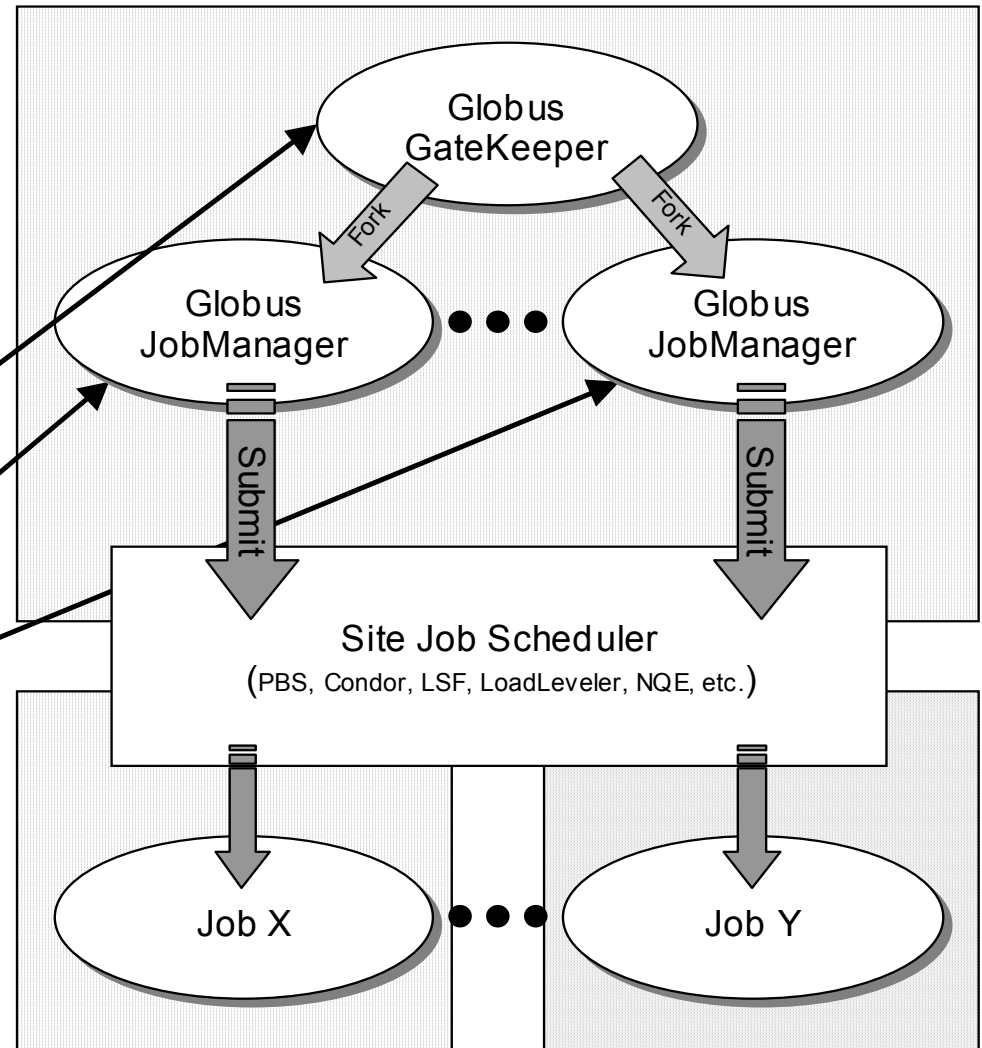 Globus
GateKeeper
Fork
Fork
Globus
JobManager
Globus
JobManager
Submit
Submit
Site Job Scheduler
(PBS, Condor, LSF, LoadLeveler, NQE, etc.)
Job X
Job Y